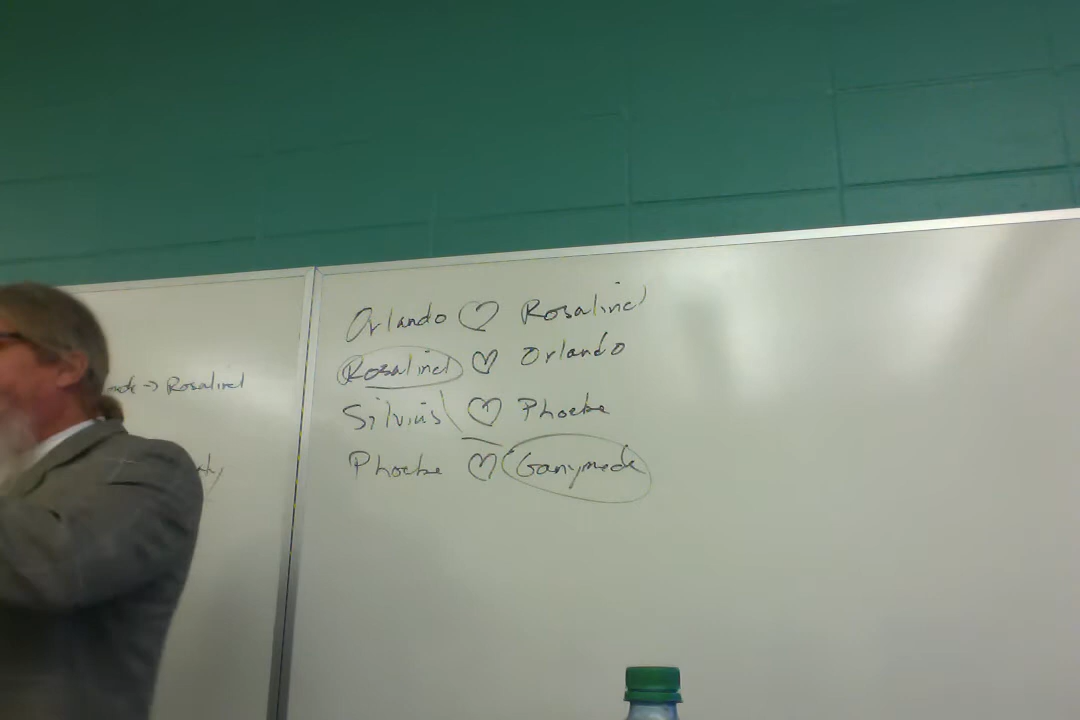 Orlando ♡ Rosalind
Rosalind ♡ Orlando
Silvius ♡ Phoebe
Phoebe ♡ Ganymede
→ Rosalind